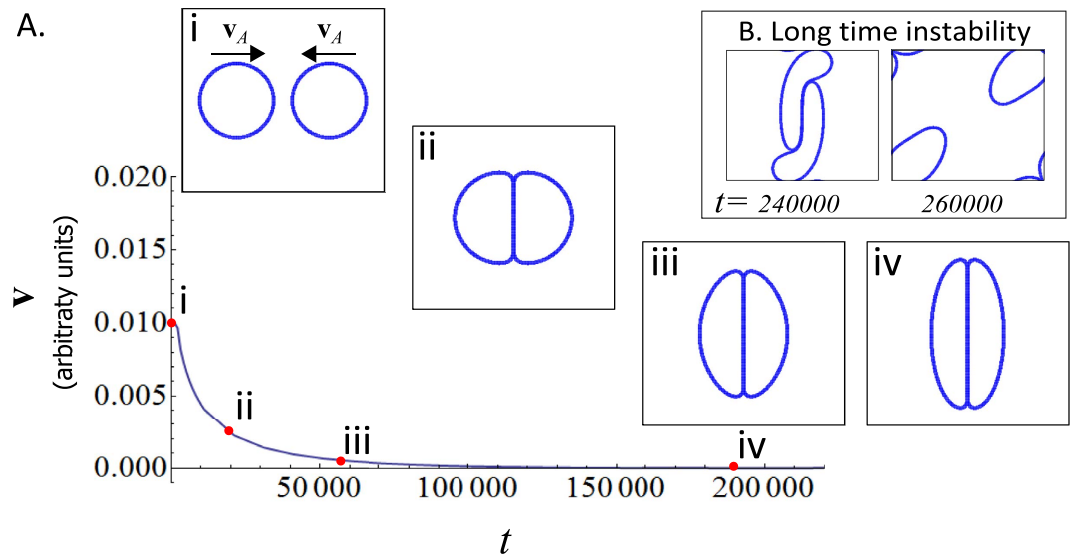 A.
i
v_A v_A
B. Long time instability
t= 240000 260000
ii
iii
iv
0.020
0.015
0.010
0.005
0.000
v
(arbitraty units)
i
ii
iii
iv
50 000 100 000 150 000 200 000
t